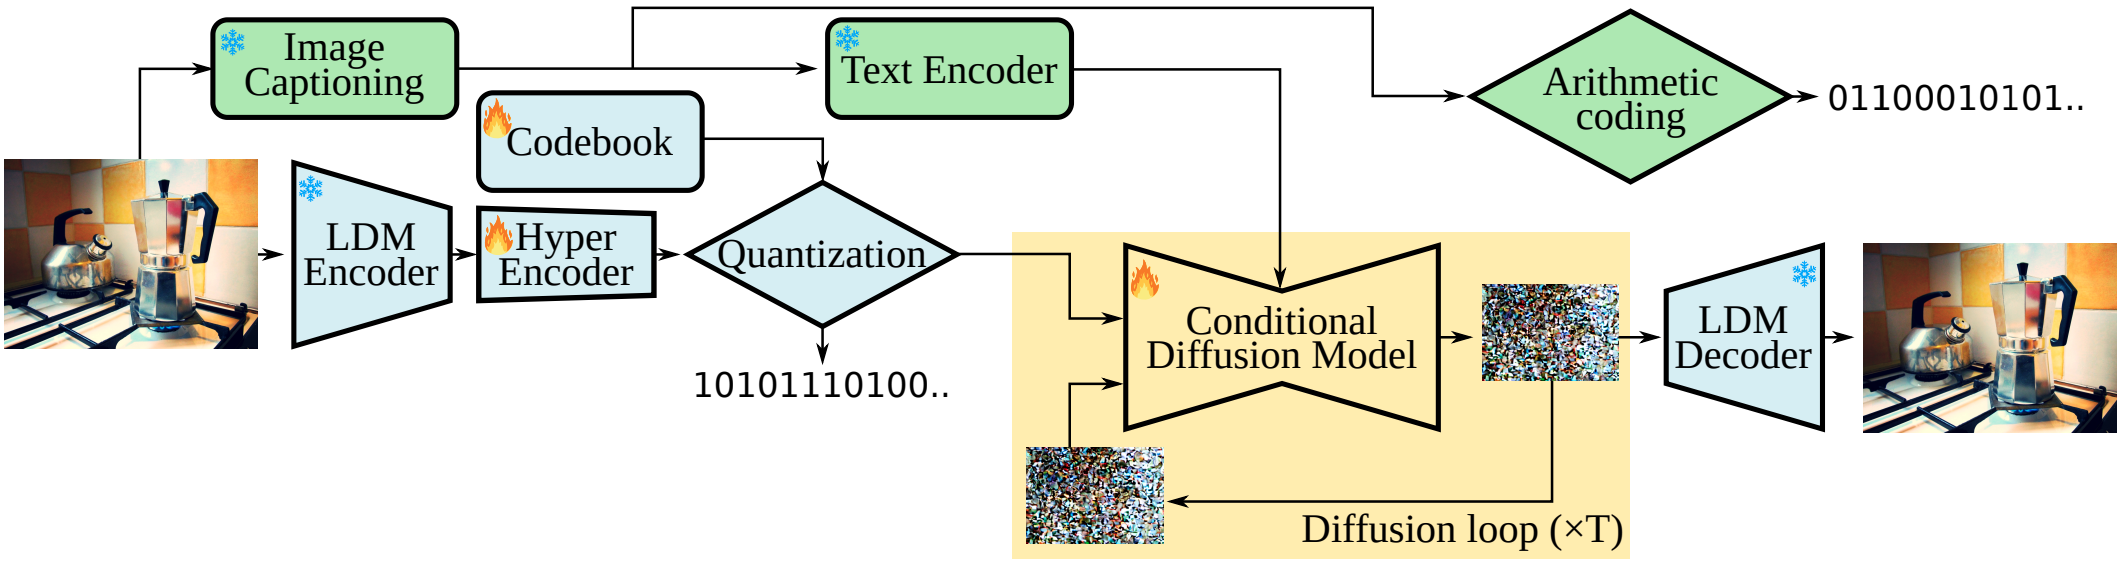 Image
Captioning
Text Encoder
Arithmetic
coding
01100010101..
Codebook
LDM
Encoder
Hyper
Encoder
Quantization
10101110100..
Conditional
Diffusion Model
LDM
Decoder
Diffusion loop (×T)